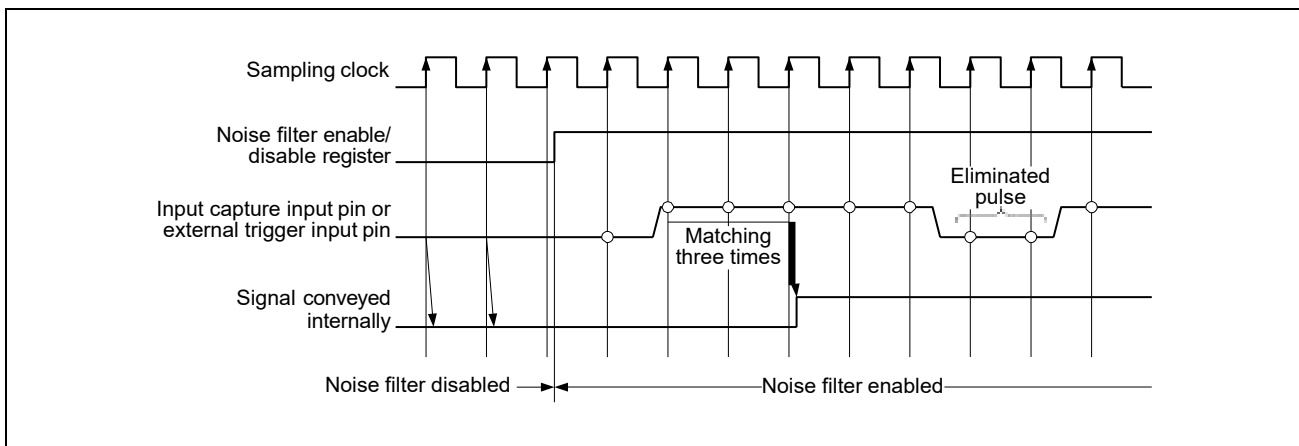 Sampling clock
Noise filter enable/
disable register
Input capture input pin or
external trigger input pin
Eliminated
pulse
Matching
three times
Signal conveyed
internally
Noise filter disabled
Noise filter enabled